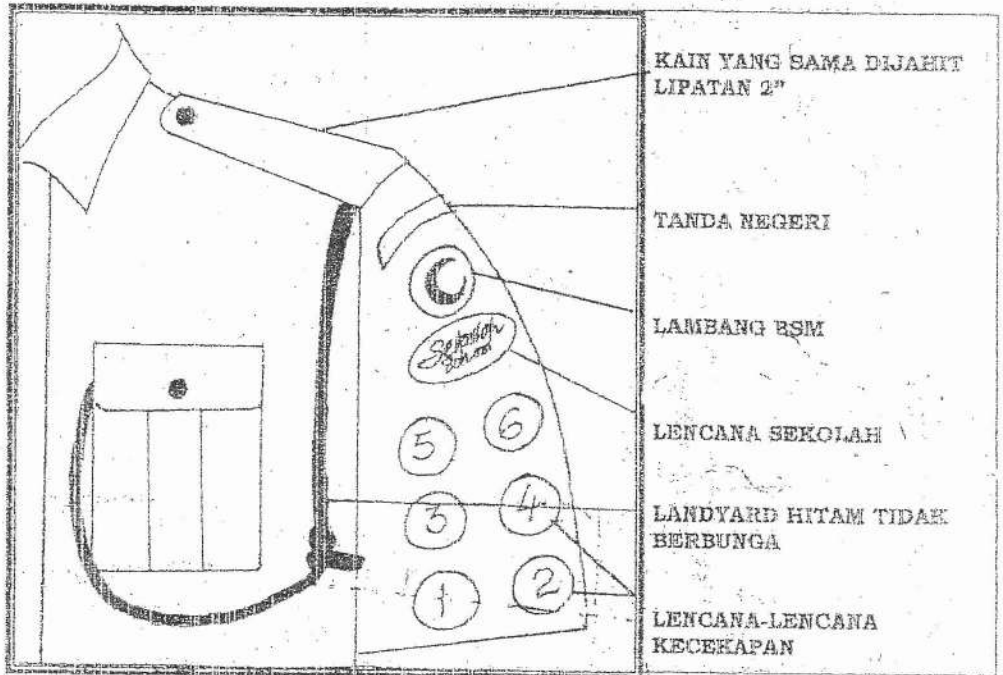 KAIN YANG SAMA DIJAHIT
LIPATAN 2"
TANDA NEGERI
LAMBANG BSM
Sekolah
School
LENCANA SEKOLAH
5
6
3
4
LANDYARD HITAM TIDAK
BERBUNGA
1
2
LENCANA-LENCANA
KECEKAPAN